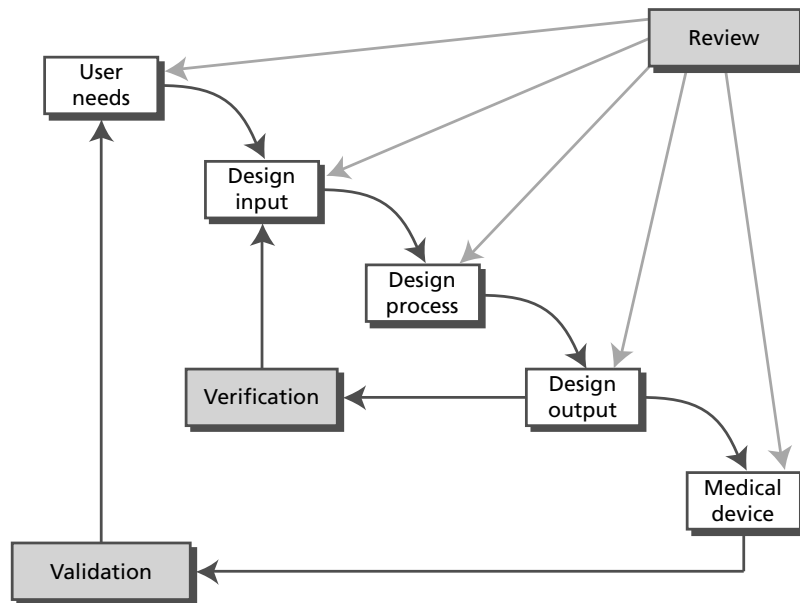 Review
User
needs
Design
input
Design
process
Verification
Design
output
Medical
device
Validation